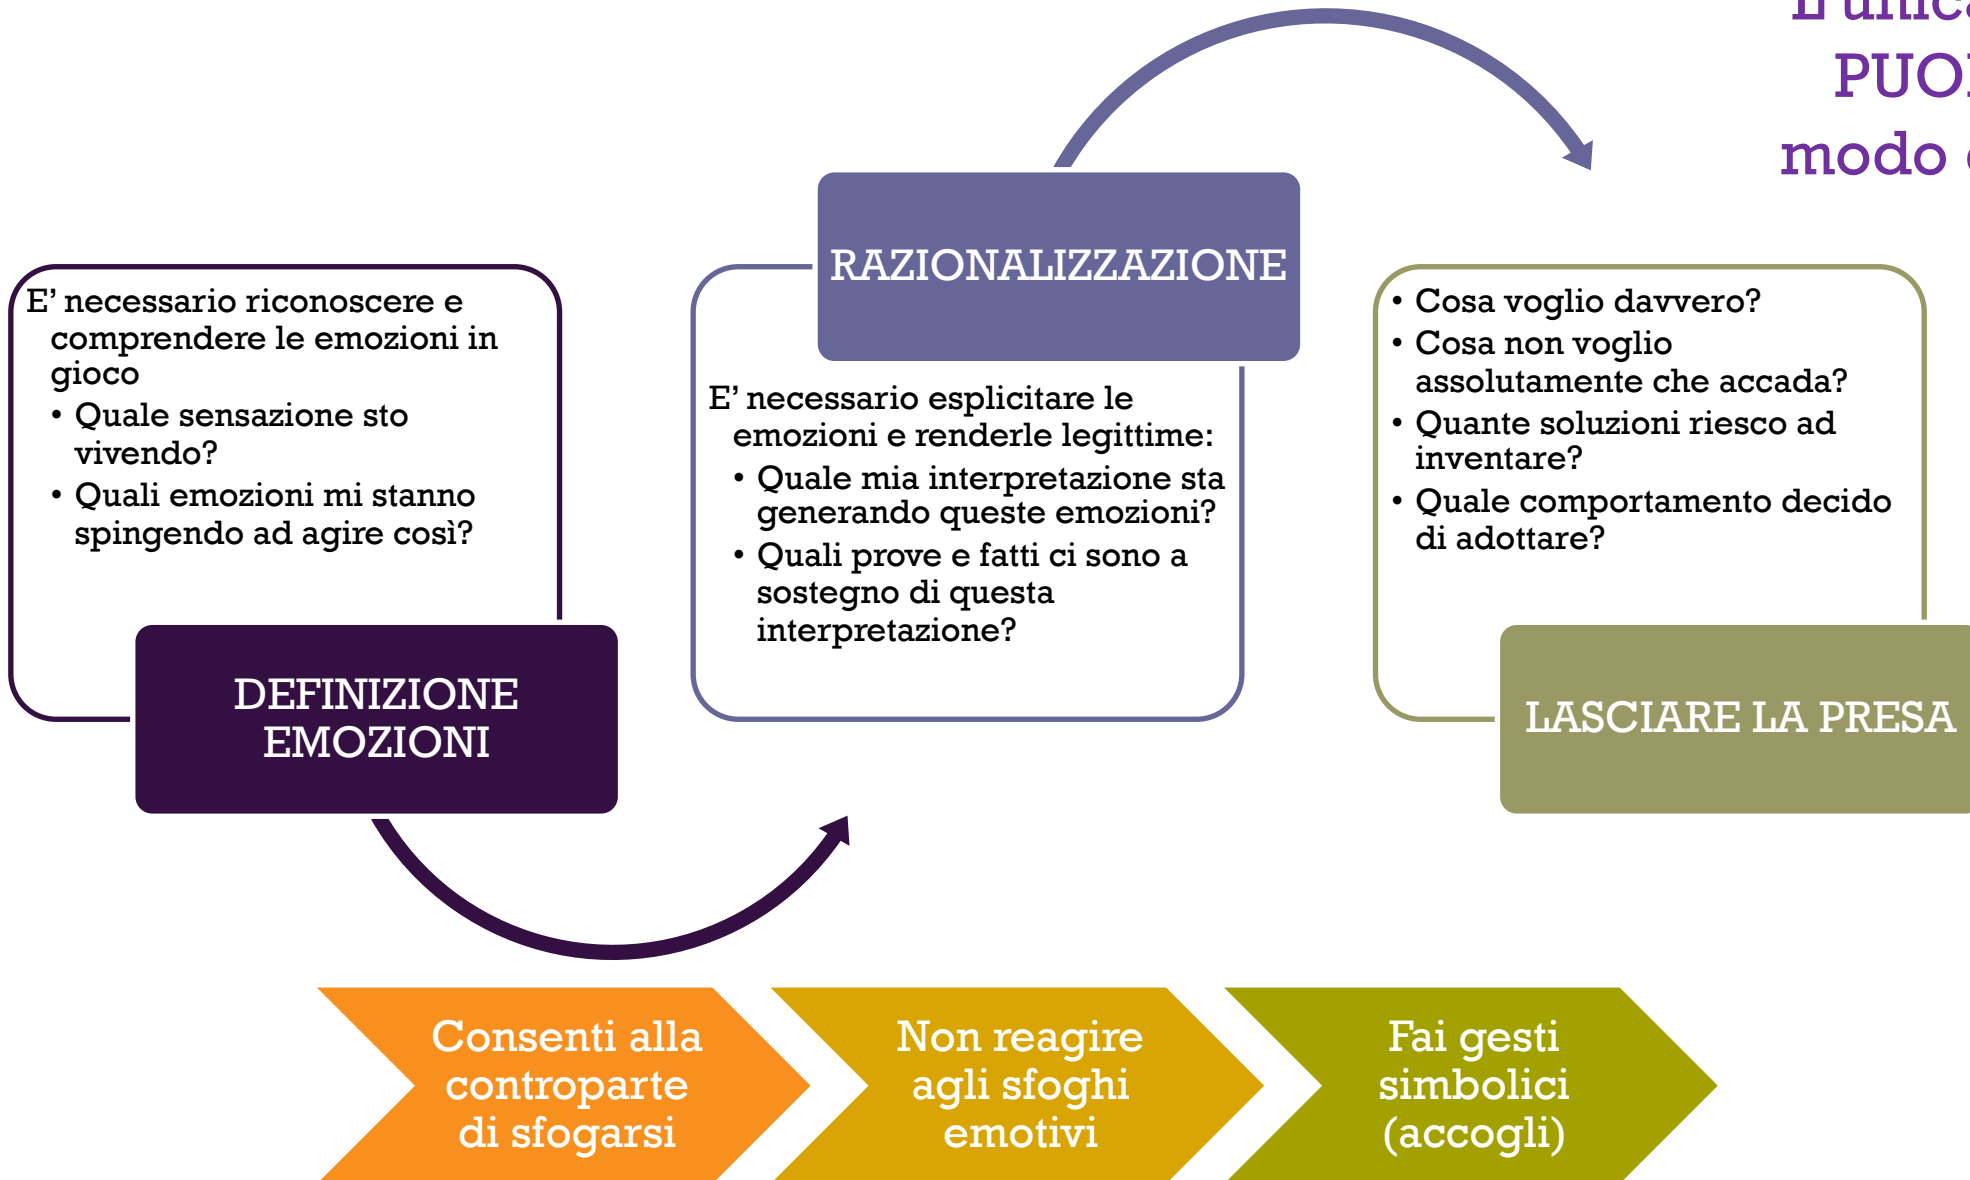 L'unica
PUOI
modo
E' necessario riconoscere e
comprendere le emozioni in
gioco
• Quale sensazione sto
vivendo?
• Quali emozioni mi stanno
spingendo ad agire così?
DEFINIZIONE
EMOZIONI
RAZIONALIZZAZIONE
E' necessario esplicitare le
emozioni e renderle legittime:
• Quale mia interpretazione sta
generando queste emozioni?
• Quali prove e fatti ci sono a
sostegno di questa
interpretazione?
• Cosa voglio davvero?
• Cosa non voglio
assolutamente che accada?
• Quante soluzioni riesco ad
inventare?
• Quale comportamento decido
di adottare?
LASCIARE LA PRESA
Consenti alla
controparte
di sfogarsi
Non reagire
agli sfoghi
emotivi
Fai gesti
simbolici
(accogli)